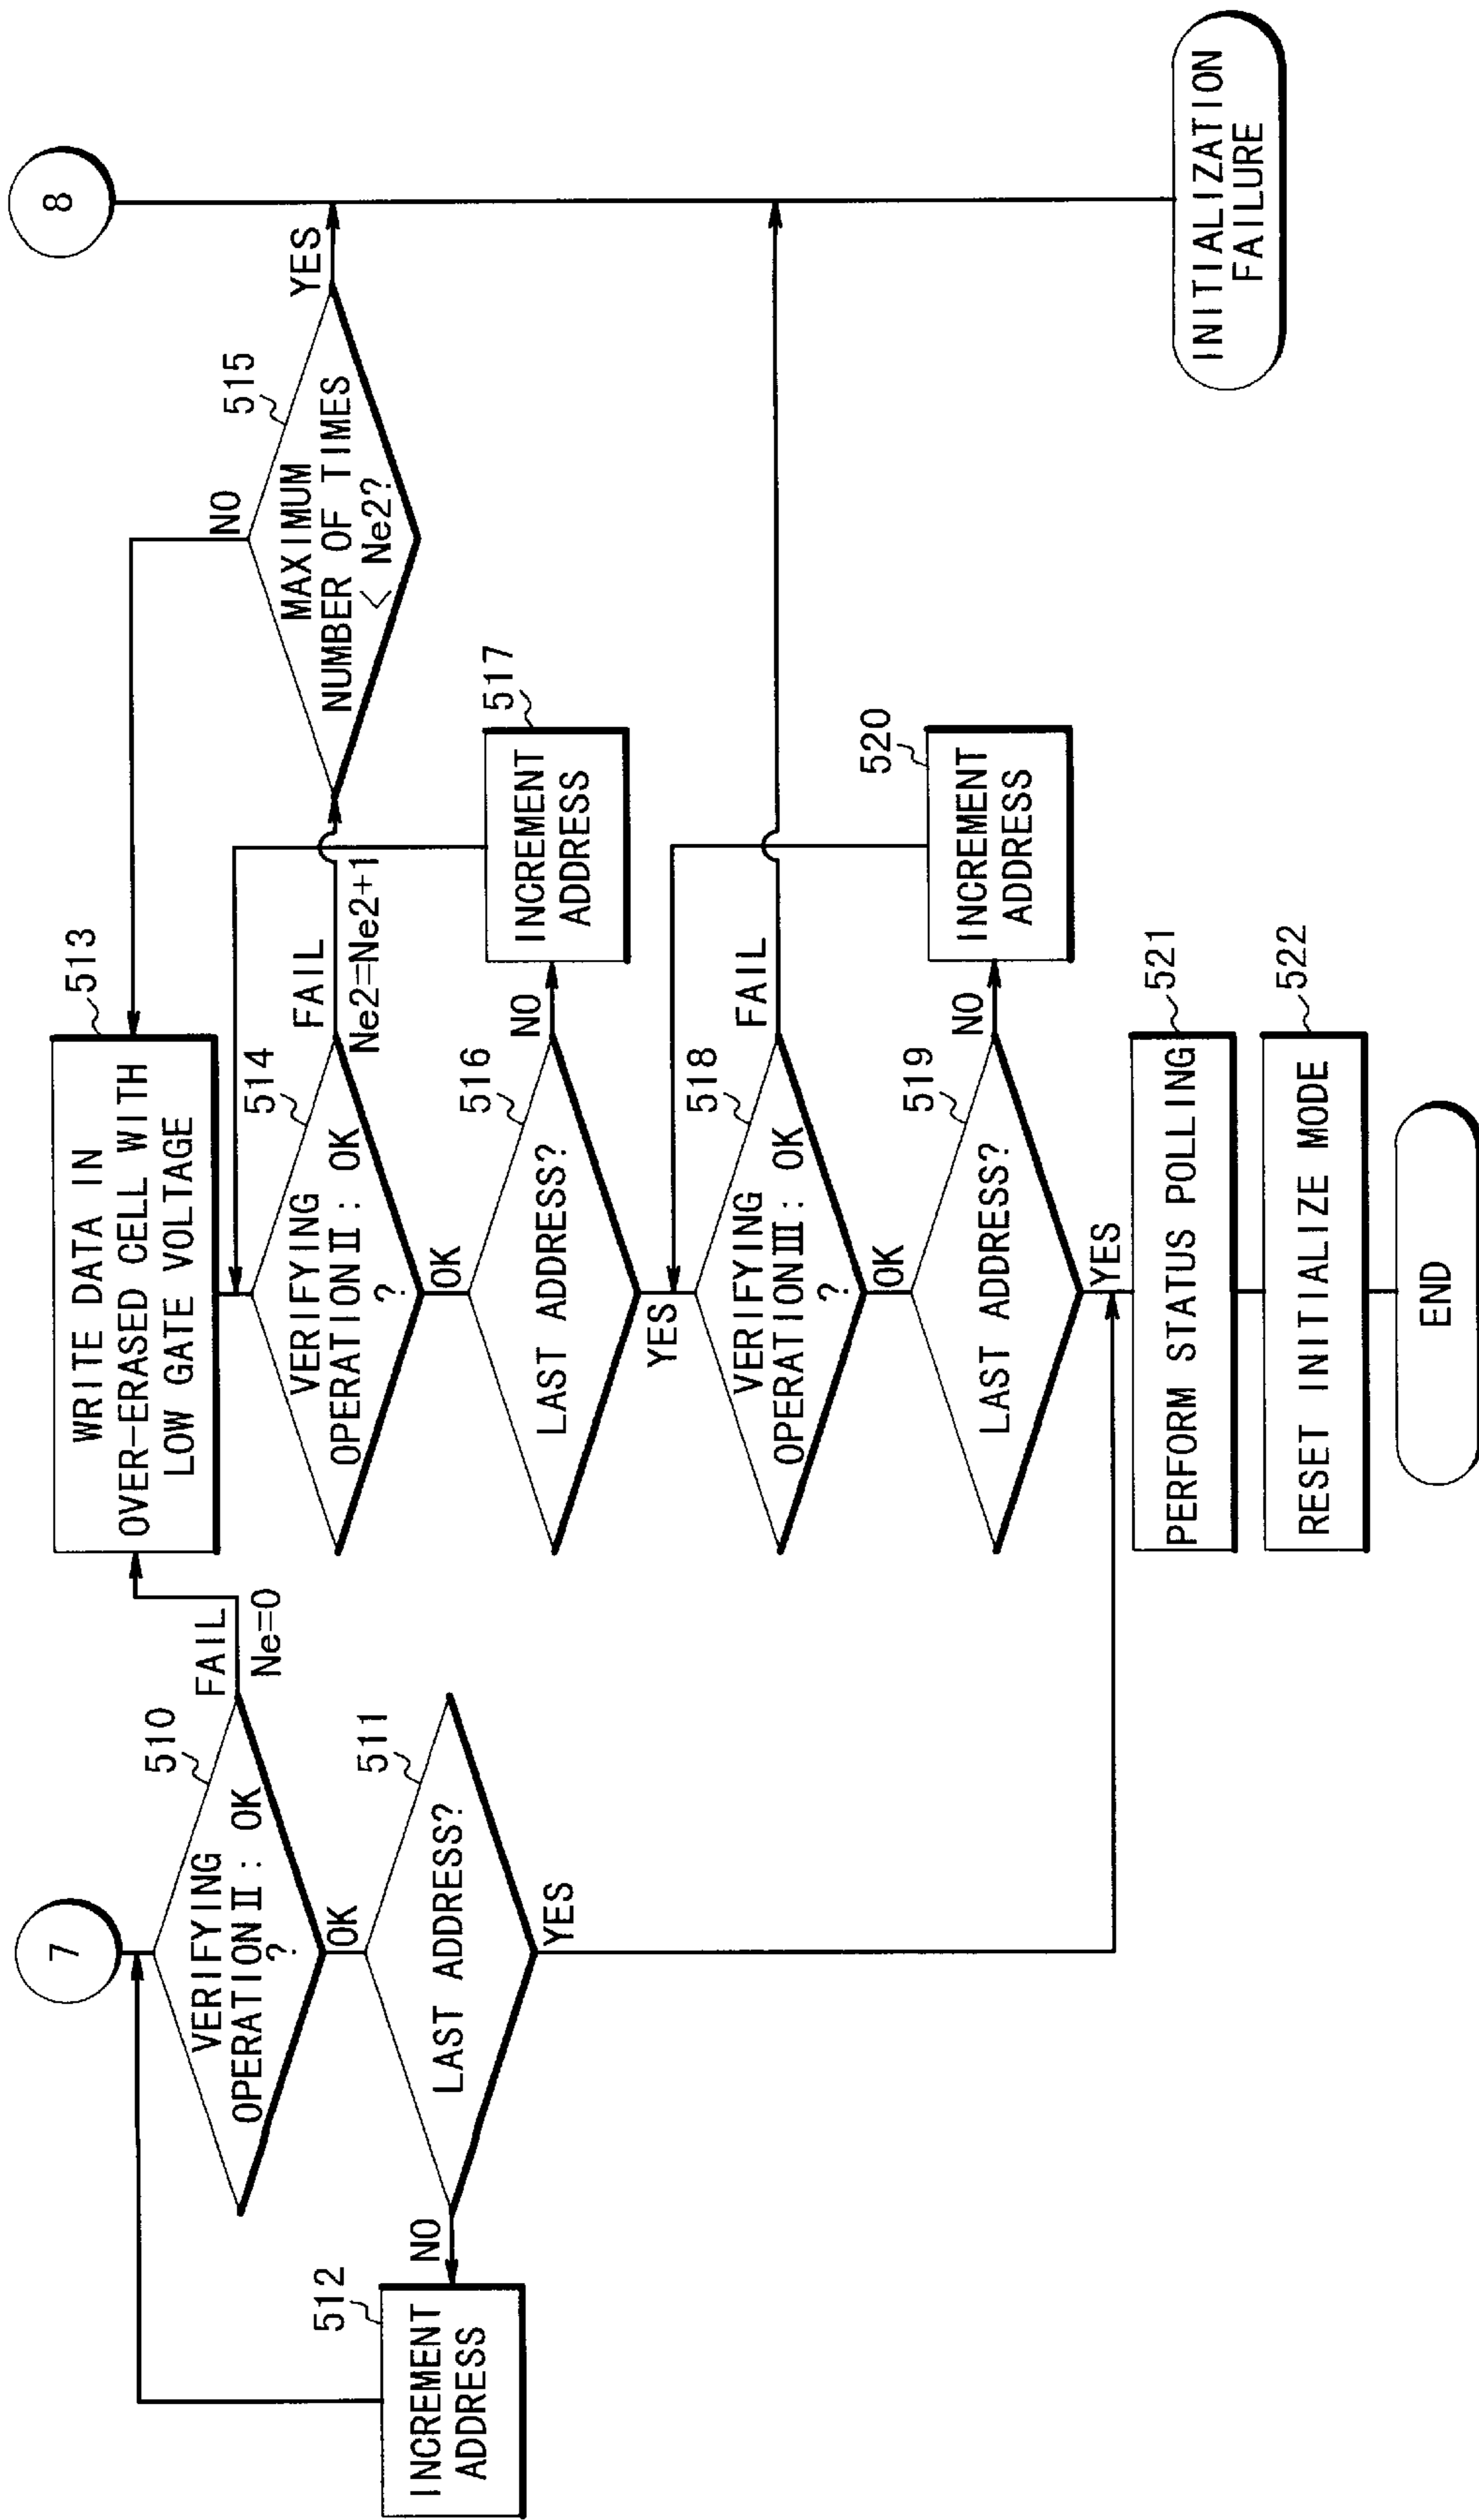 7
510
VERIFYING
OPERATION II : OK
?
FAIL
Ne=0
OK
511
LAST ADDRESS?
NO
YES
512
INCREMENT
ADDRESS
513
WRITE DATA IN
OVER-ERASED CELL WITH
LOW GATE VOLTAGE
514
VERIFYING
OPERATION II : OK
?
FAIL
Ne2=Ne2+1
OK
515
MAXIMUM
NUMBER OF TIMES
< Ne2?
NO
YES
8
516
LAST ADDRESS?
NO
YES
517
INCREMENT
ADDRESS
518
VERIFYING
OPERATION III : OK
?
FAIL
OK
519
LAST ADDRESS?
NO
YES
520
INCREMENT
ADDRESS
521
PERFORM STATUS POLLING
522
RESET INITIALIZE MODE
END
INITIALIZATION
FAILURE